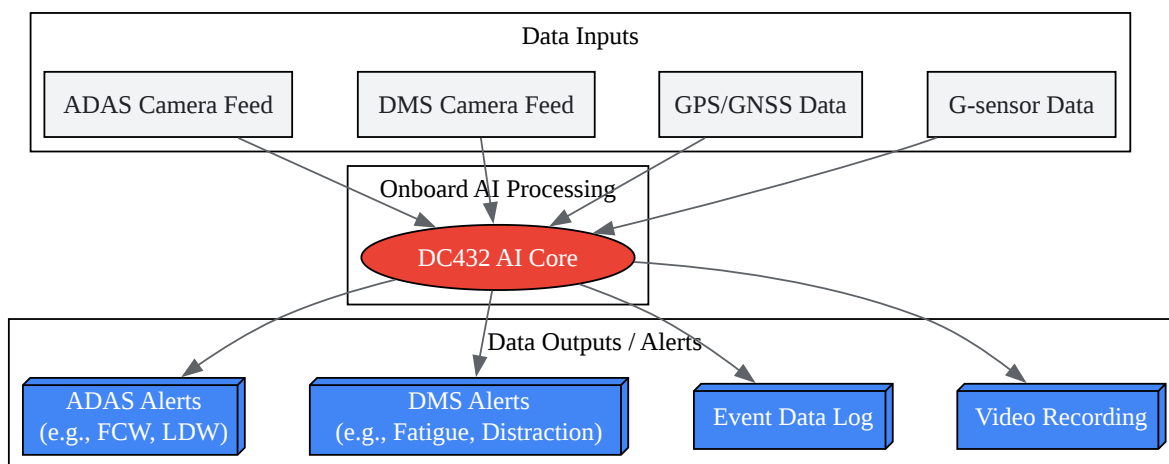 Data Inputs
ADAS Camera Feed
DMS Camera Feed
GPS/GNSS Data
G-sensor Data
Onboard AI Processing
DC432 AI Core
Data Outputs / Alerts
ADAS Alerts
(e.g., FCW, LDW)
DMS Alerts
(e.g., Fatigue, Distraction)
Event Data Log
Video Recording